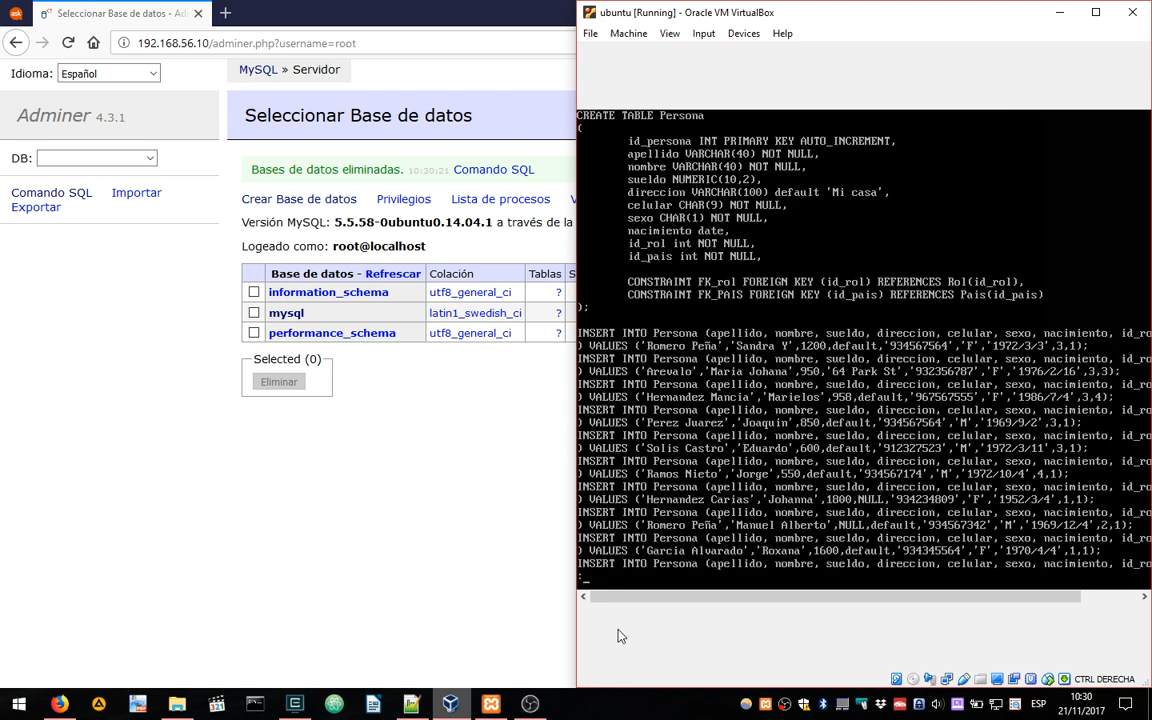 Seleccionar Base de datos - Ad
192.168.56.10/adminer.php?username=root
Idioma: Español
MySQL » Servidor
Adminer 4.3.1
Seleccionar Base de datos
DB:
Bases de datos eliminadas. 10:30:21 Comando SQL
Comando SQL Importar
Exportar
Crear Base de datos Privilegios Lista de procesos V
Versión MySQL: 5.5.58-0ubuntu0.14.04.1 a través de la
Logeado como: root@localhost
Base de datos - Refrescar Colación Tablas S
information_schema utf8_general_ci ?
mysql latin1_swedish_ci ?
performance_schema utf8_general_ci ?
Selected (0)
Eliminar
ubuntu [Running] - Oracle VM VirtualBox
File Machine View Input Devices Help
CREATE TABLE Persona
(
id_persona INT PRIMARY KEY AUTO_INCREMENT,
apellido VARCHAR(40) NOT NULL,
nombre VARCHAR(40) NOT NULL,
sueldo NUMERIC(10,2),
direccion VARCHAR(100) default 'Mi casa',
celular CHAR(9) NOT NULL,
sexo CHAR(1) NOT NULL,
nacimiento date,
id_rol int NOT NULL,
id_pais int NOT NULL,
CONSTRAINT FK_rol FOREIGN KEY (id_rol) REFERENCES Rol(id_rol),
CONSTRAINT FK_PAIS FOREIGN KEY (id_pais) REFERENCES Pais(id_pais)
);
INSERT INTO Persona (apellido, nombre, sueldo, direccion, celular, sexo, nacimiento, id_ro
) VALUES ('Romero Peña','Sandra Y',1200,default,'934567564','F','1972/3/3',3,1);
INSERT INTO Persona (apellido, nombre, sueldo, direccion, celular, sexo, nacimiento, id_ro
) VALUES ('Arevalo','Maria Johana',950,'64 Park St','932356787','F','1976/2/16',3,3);
INSERT INTO Persona (apellido, nombre, sueldo, direccion, celular, sexo, nacimiento, id_ro
) VALUES ('Hernandez Mancia','Marielos',958,default,'967567555','F','1986/7/4',3,4);
INSERT INTO Persona (apellido, nombre, sueldo, direccion, celular, sexo, nacimiento, id_ro
) VALUES ('Perez Juarez','Joaquin',850,default,'934567564','M','1969/9/2',3,1);
INSERT INTO Persona (apellido, nombre, sueldo, direccion, celular, sexo, nacimiento, id_ro
) VALUES ('Solis Castro','Eduardo',600,default,'912327523','M','1972/3/11',3,1);
INSERT INTO Persona (apellido, nombre, sueldo, direccion, celular, sexo, nacimiento, id_ro
) VALUES ('Ramos Nieto','Jorge',550,default,'934567174','M','1972/10/4',4,1);
INSERT INTO Persona (apellido, nombre, sueldo, direccion, celular, sexo, nacimiento, id_ro
) VALUES ('Hernandez Carias','Johanna',1800,NULL,'934234809','F','1952/3/4',1,1);
INSERT INTO Persona (apellido, nombre, sueldo, direccion, celular, sexo, nacimiento, id_ro
) VALUES ('Romero Peña','Manuel Alberto',NULL,default,'934567342','M','1969/12/4',2,1);
INSERT INTO Persona (apellido, nombre, sueldo, direccion, celular, sexo, nacimiento, id_ro
) VALUES ('Garcia Alvarado','Roxana',1600,default,'934345564','F','1970/4/4',1,1);
INSERT INTO Persona (apellido, nombre, sueldo, direccion, celular, sexo, nacimiento, id_ro
:_
CTRL DERECHA
ESP
10:30
21/11/2017